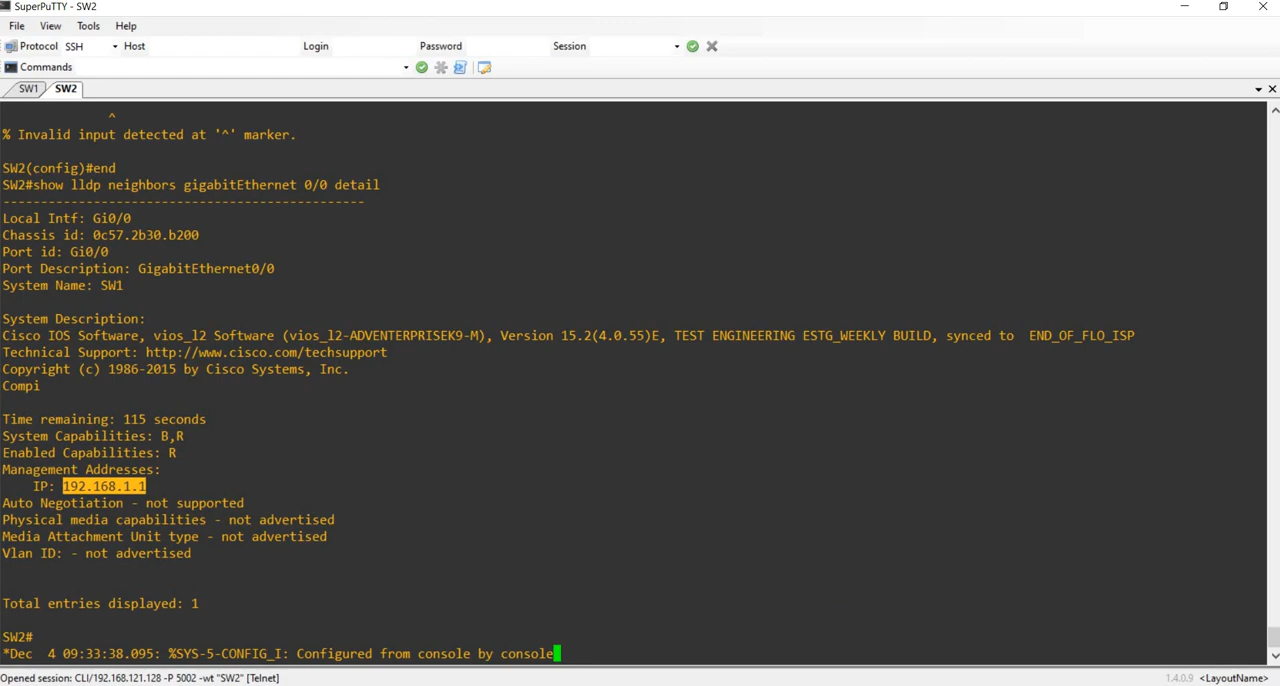 SuperPuTTY - SW2
File View Tools Help
Protocol SSH Host Login Password Session
Commands
SW1 SW2
^
% Invalid input detected at '^' marker.
SW2(config)#end
SW2#show lldp neighbors gigabitEthernet 0/0 detail
------------------------------------------------
Local Intf: Gi0/0
Chassis id: 0c57.2b30.b200
Port id: Gi0/0
Port Description: GigabitEthernet0/0
System Name: SW1
System Description:
Cisco IOS Software, vios_l2 Software (vios_l2-ADVENTERPRISEK9-M), Version 15.2(4.0.55)E, TEST ENGINEERING ESTG_WEEKLY BUILD, synced to  END_OF_FLO_ISP
Technical Support: http://www.cisco.com/techsupport
Copyright (c) 1986-2015 by Cisco Systems, Inc.
Compi
Time remaining: 115 seconds
System Capabilities: B,R
Enabled Capabilities: R
Management Addresses:
IP: 192.168.1.1
Auto Negotiation - not supported
Physical media capabilities - not advertised
Media Attachment Unit type - not advertised
Vlan ID: - not advertised
Total entries displayed: 1
SW2#
*Dec  4 09:33:38.095: %SYS-5-CONFIG_I: Configured from console by console
Opened session: CLI/192.168.121.128 -P 5002 -wt "SW2" [Telnet] 1.4.0.9 <LayoutName>